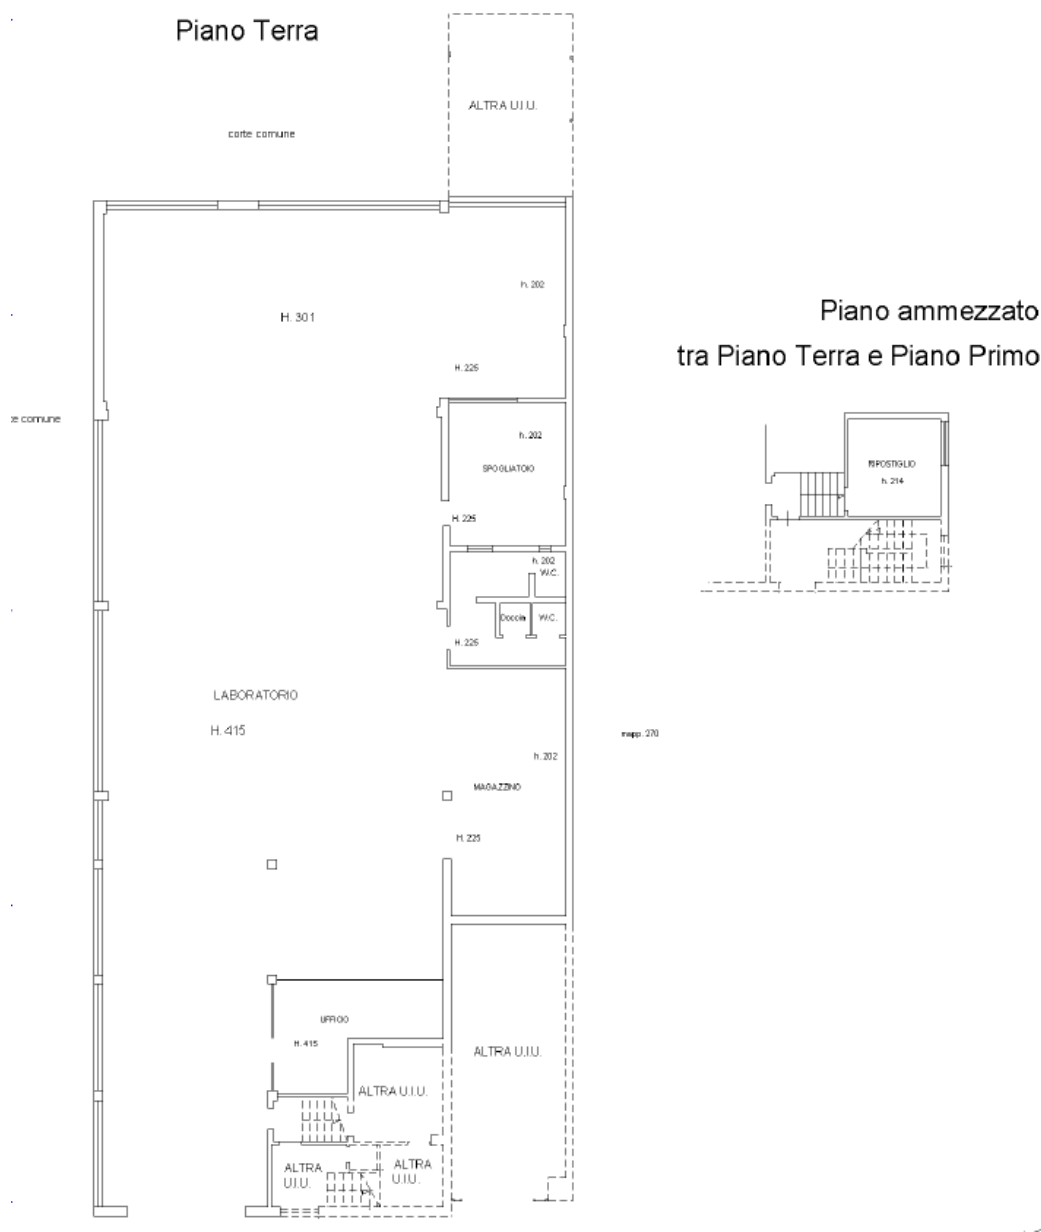 Piano Terra
ALTRA U.I.U.
corte comune
h. 202
H. 301
Piano ammezzato
tra Piano Terra e Piano Primo
H. 225
comune
h. 202
SPOGLIATOIO
RIPOSTIGLIO
h. 214
H. 225
h. 202
W.C.
Doccia
W.C.
H. 225
LABORATORIO
H. 415
mapp. 270
h. 202
MAGAZZINO
H. 225
UFFICIO
H. 415
ALTRA U.I.U.
ALTRA U.I.U.
ALTRA
U.I.U.
ALTRA
U.I.U.